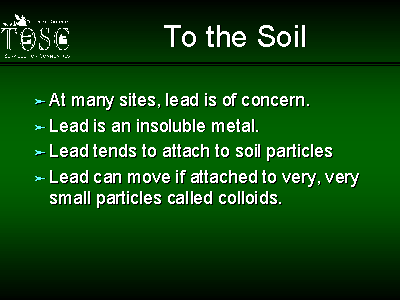 TOSC
To the Soil
➢ At many sites, lead is of concern.
➢ Lead is an insoluble metal.
➢ Lead tends to attach to soil particles
➢ Lead can move if attached to very, very
small particles called colloids.